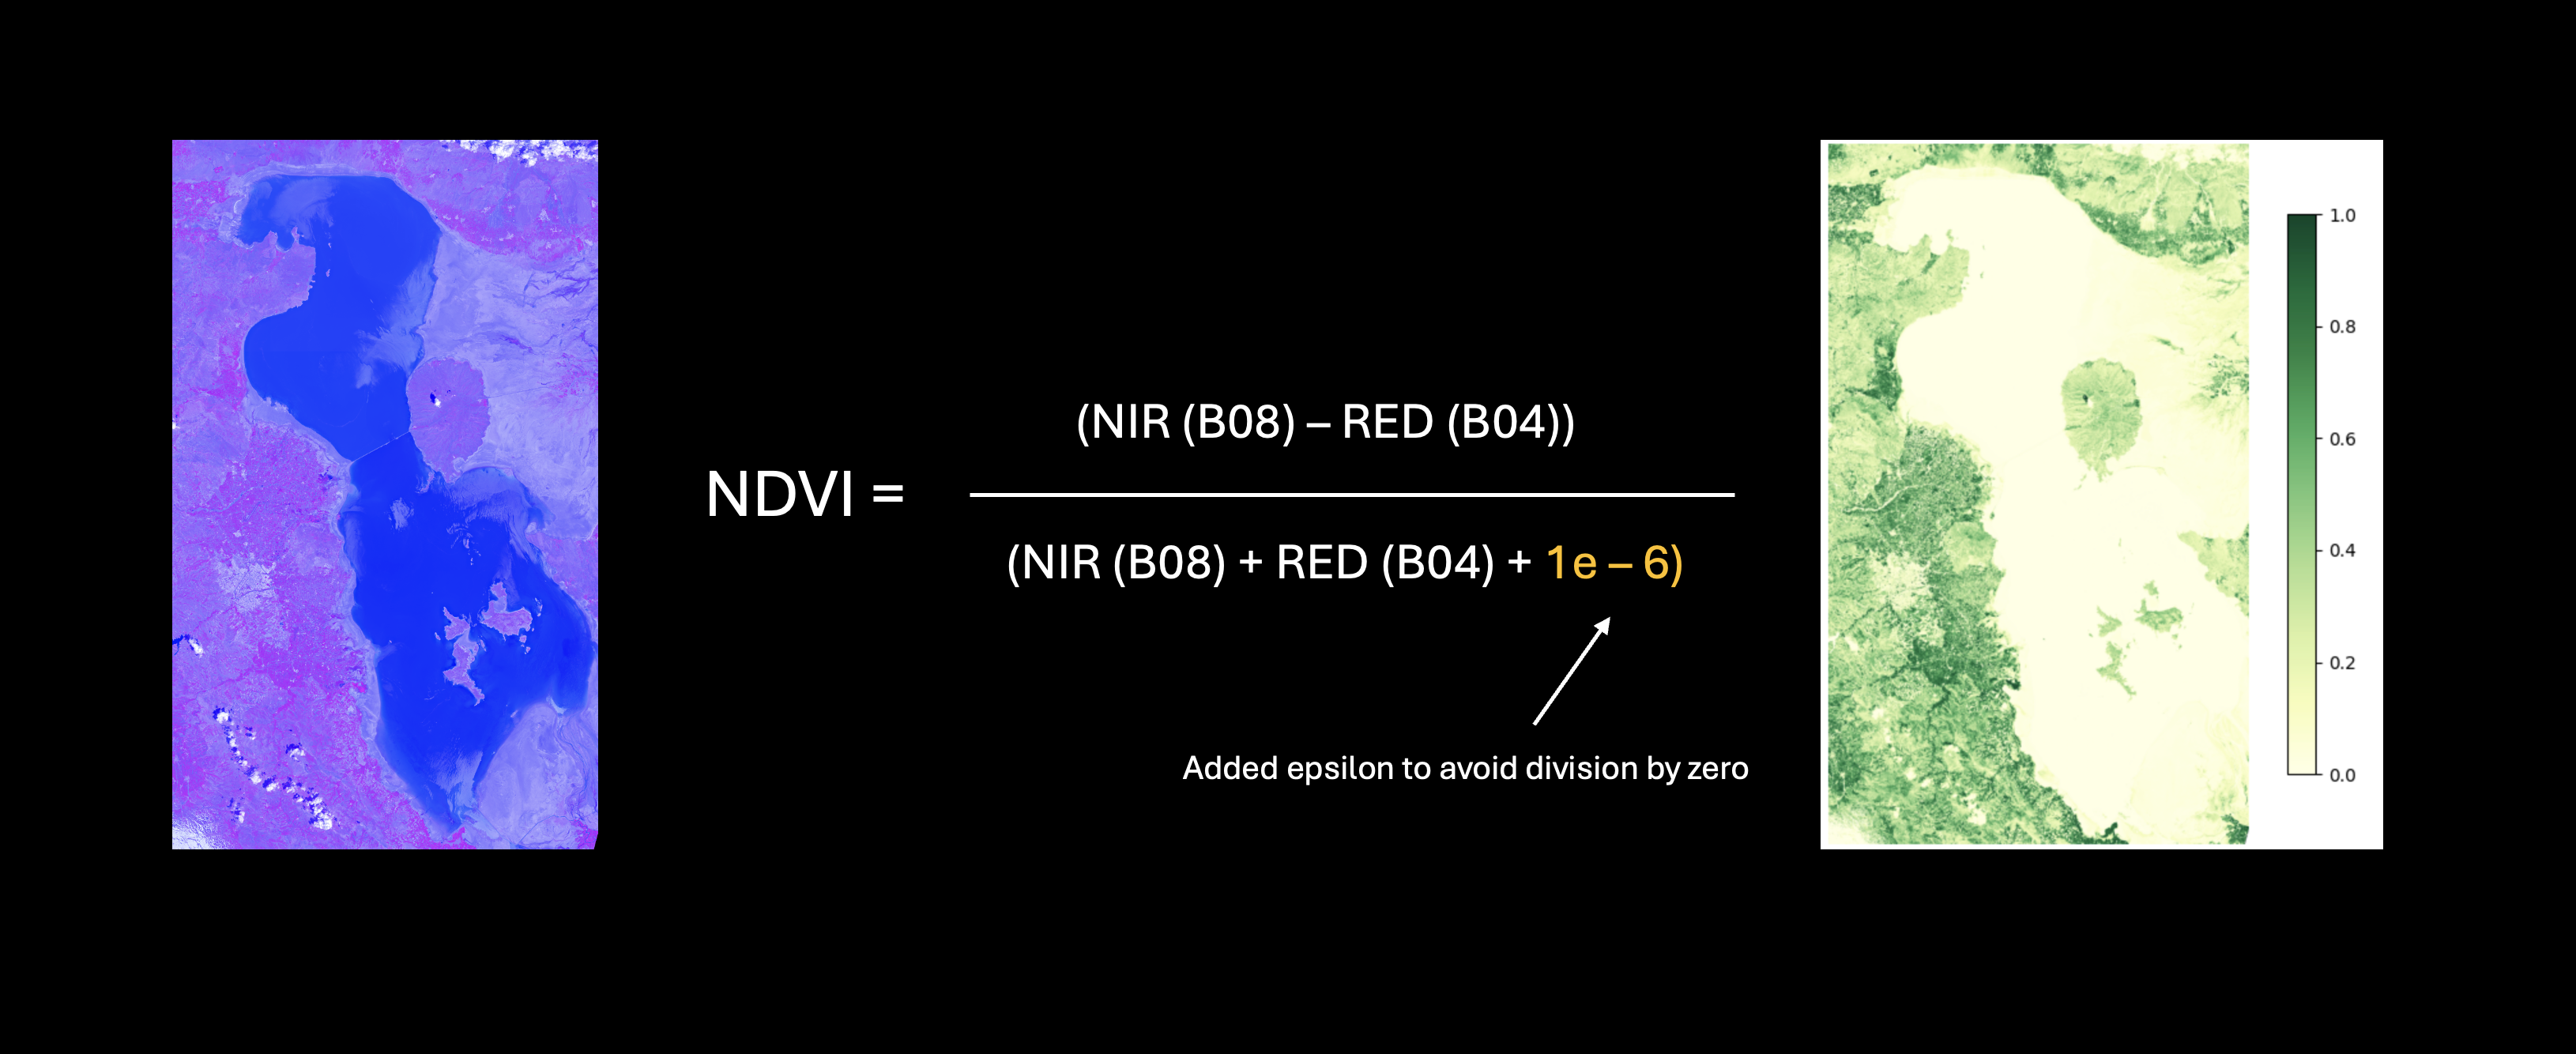 NDVI =
(NIR (B08) – RED (B04))
(NIR (B08) + RED (B04) + 1e – 6)
Added epsilon to avoid division by zero
1.0
0.8
0.6
0.4
0.2
0.0